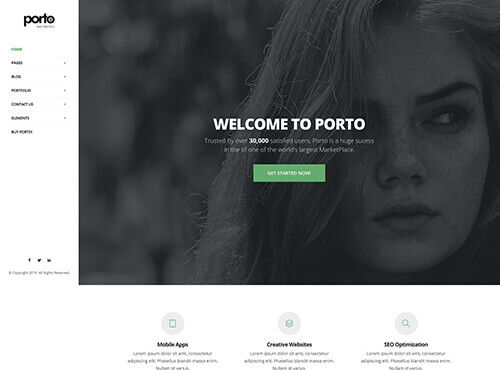 porto
wordpress
HOME
PAGES
BLOG
PORTFOLIO
CONTACT US
ELEMENTS
BUY PORTO!
© Copyright 2019. All Rights Reserved.
WELCOME TO PORTO
Trusted by over 30,000 satisfied users, Porto is a huge sucess
in the of one of the world's largest MarketPlace.
GET STARTED NOW!
Mobile Apps
Lorem ipsum dolor sit amt, consectetur
adipiscing elit. Phasellus blandit massa enim.
Nullam id varius.
Creative Websites
Lorem ipsum dolor sit amt, consectetur
adipiscing elit. Phasellus blandit massa enim.
Nullam id varius.
SEO Optimization
Lorem ipsum dolor sit amt, consectetur
adipiscing elit. Phasellus blandit massa enim.
Nullam id varius.